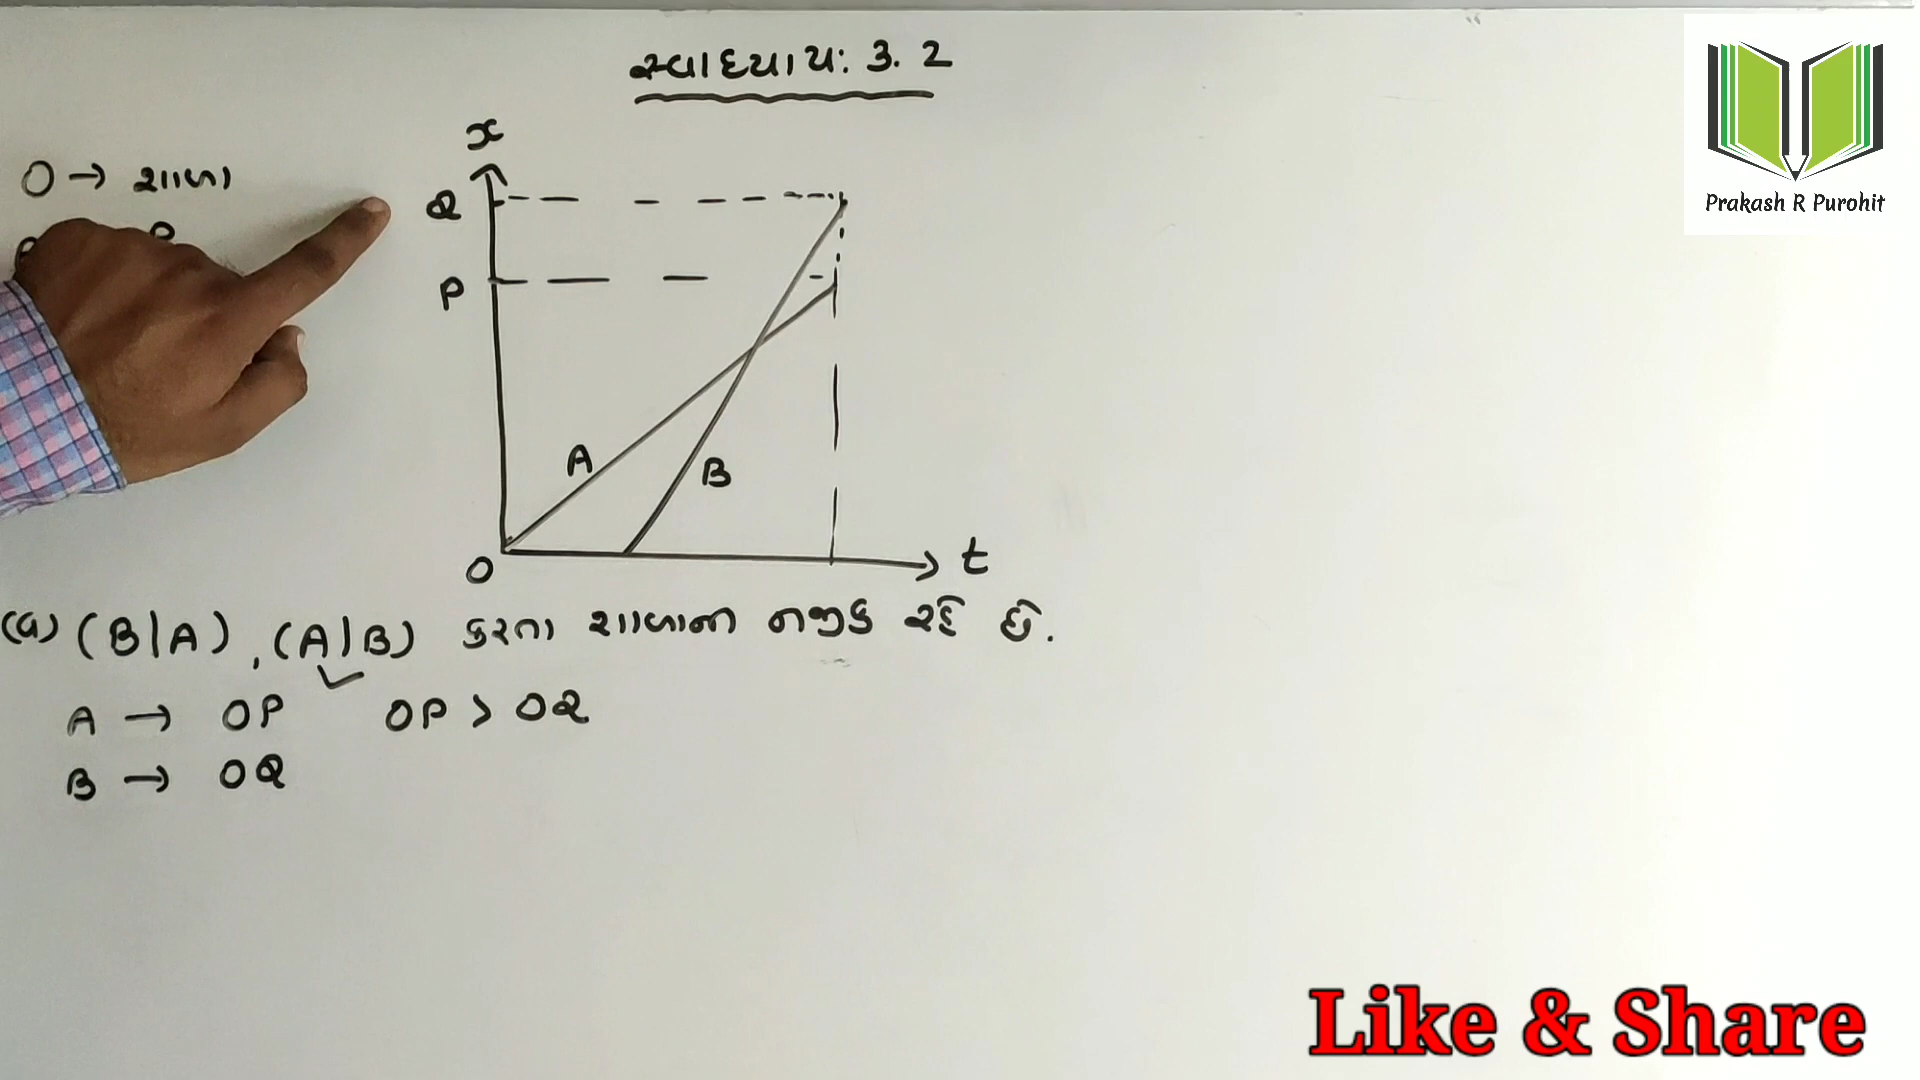 સ્વાધ્યાય: 3.2
Prakash R Purohit
x
O → શાળા
Q
P
A
B
O
t
(a) (B/A), (A/B) કરતા શાળાની નજીક રહે છે.
A → OP OP > OQ
B → OQ
Like & Share